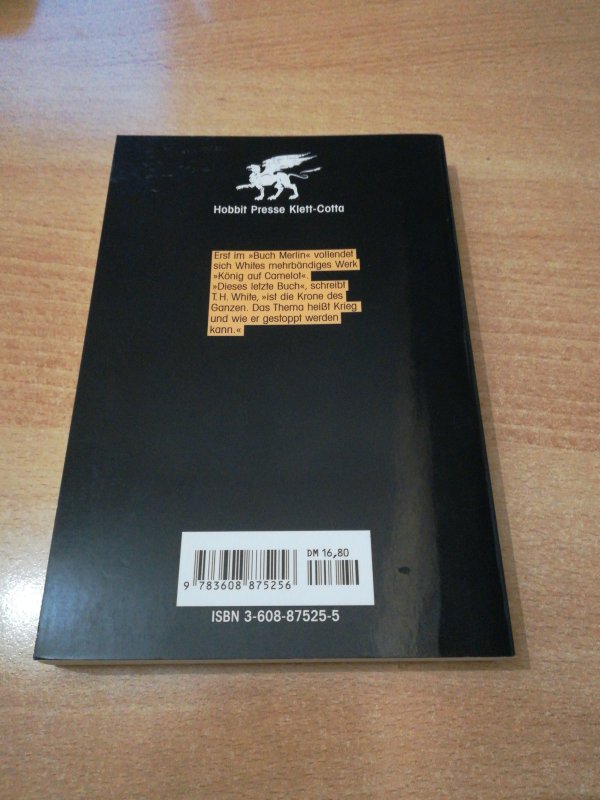 Hobbit Presse Klett-Cotta
Erst im »Buch Merlin« vollendet
sich Whites mehrbändiges Werk
»König auf Camelot«.
»Dieses letzte Buch«, schreibt
T. H. White, »ist die Krone des
Ganzen. Das Thema heißt Krieg
und wie er gestoppt werden
kann.«
DM 16,80
9 783608 875256
ISBN 3-608-87525-5